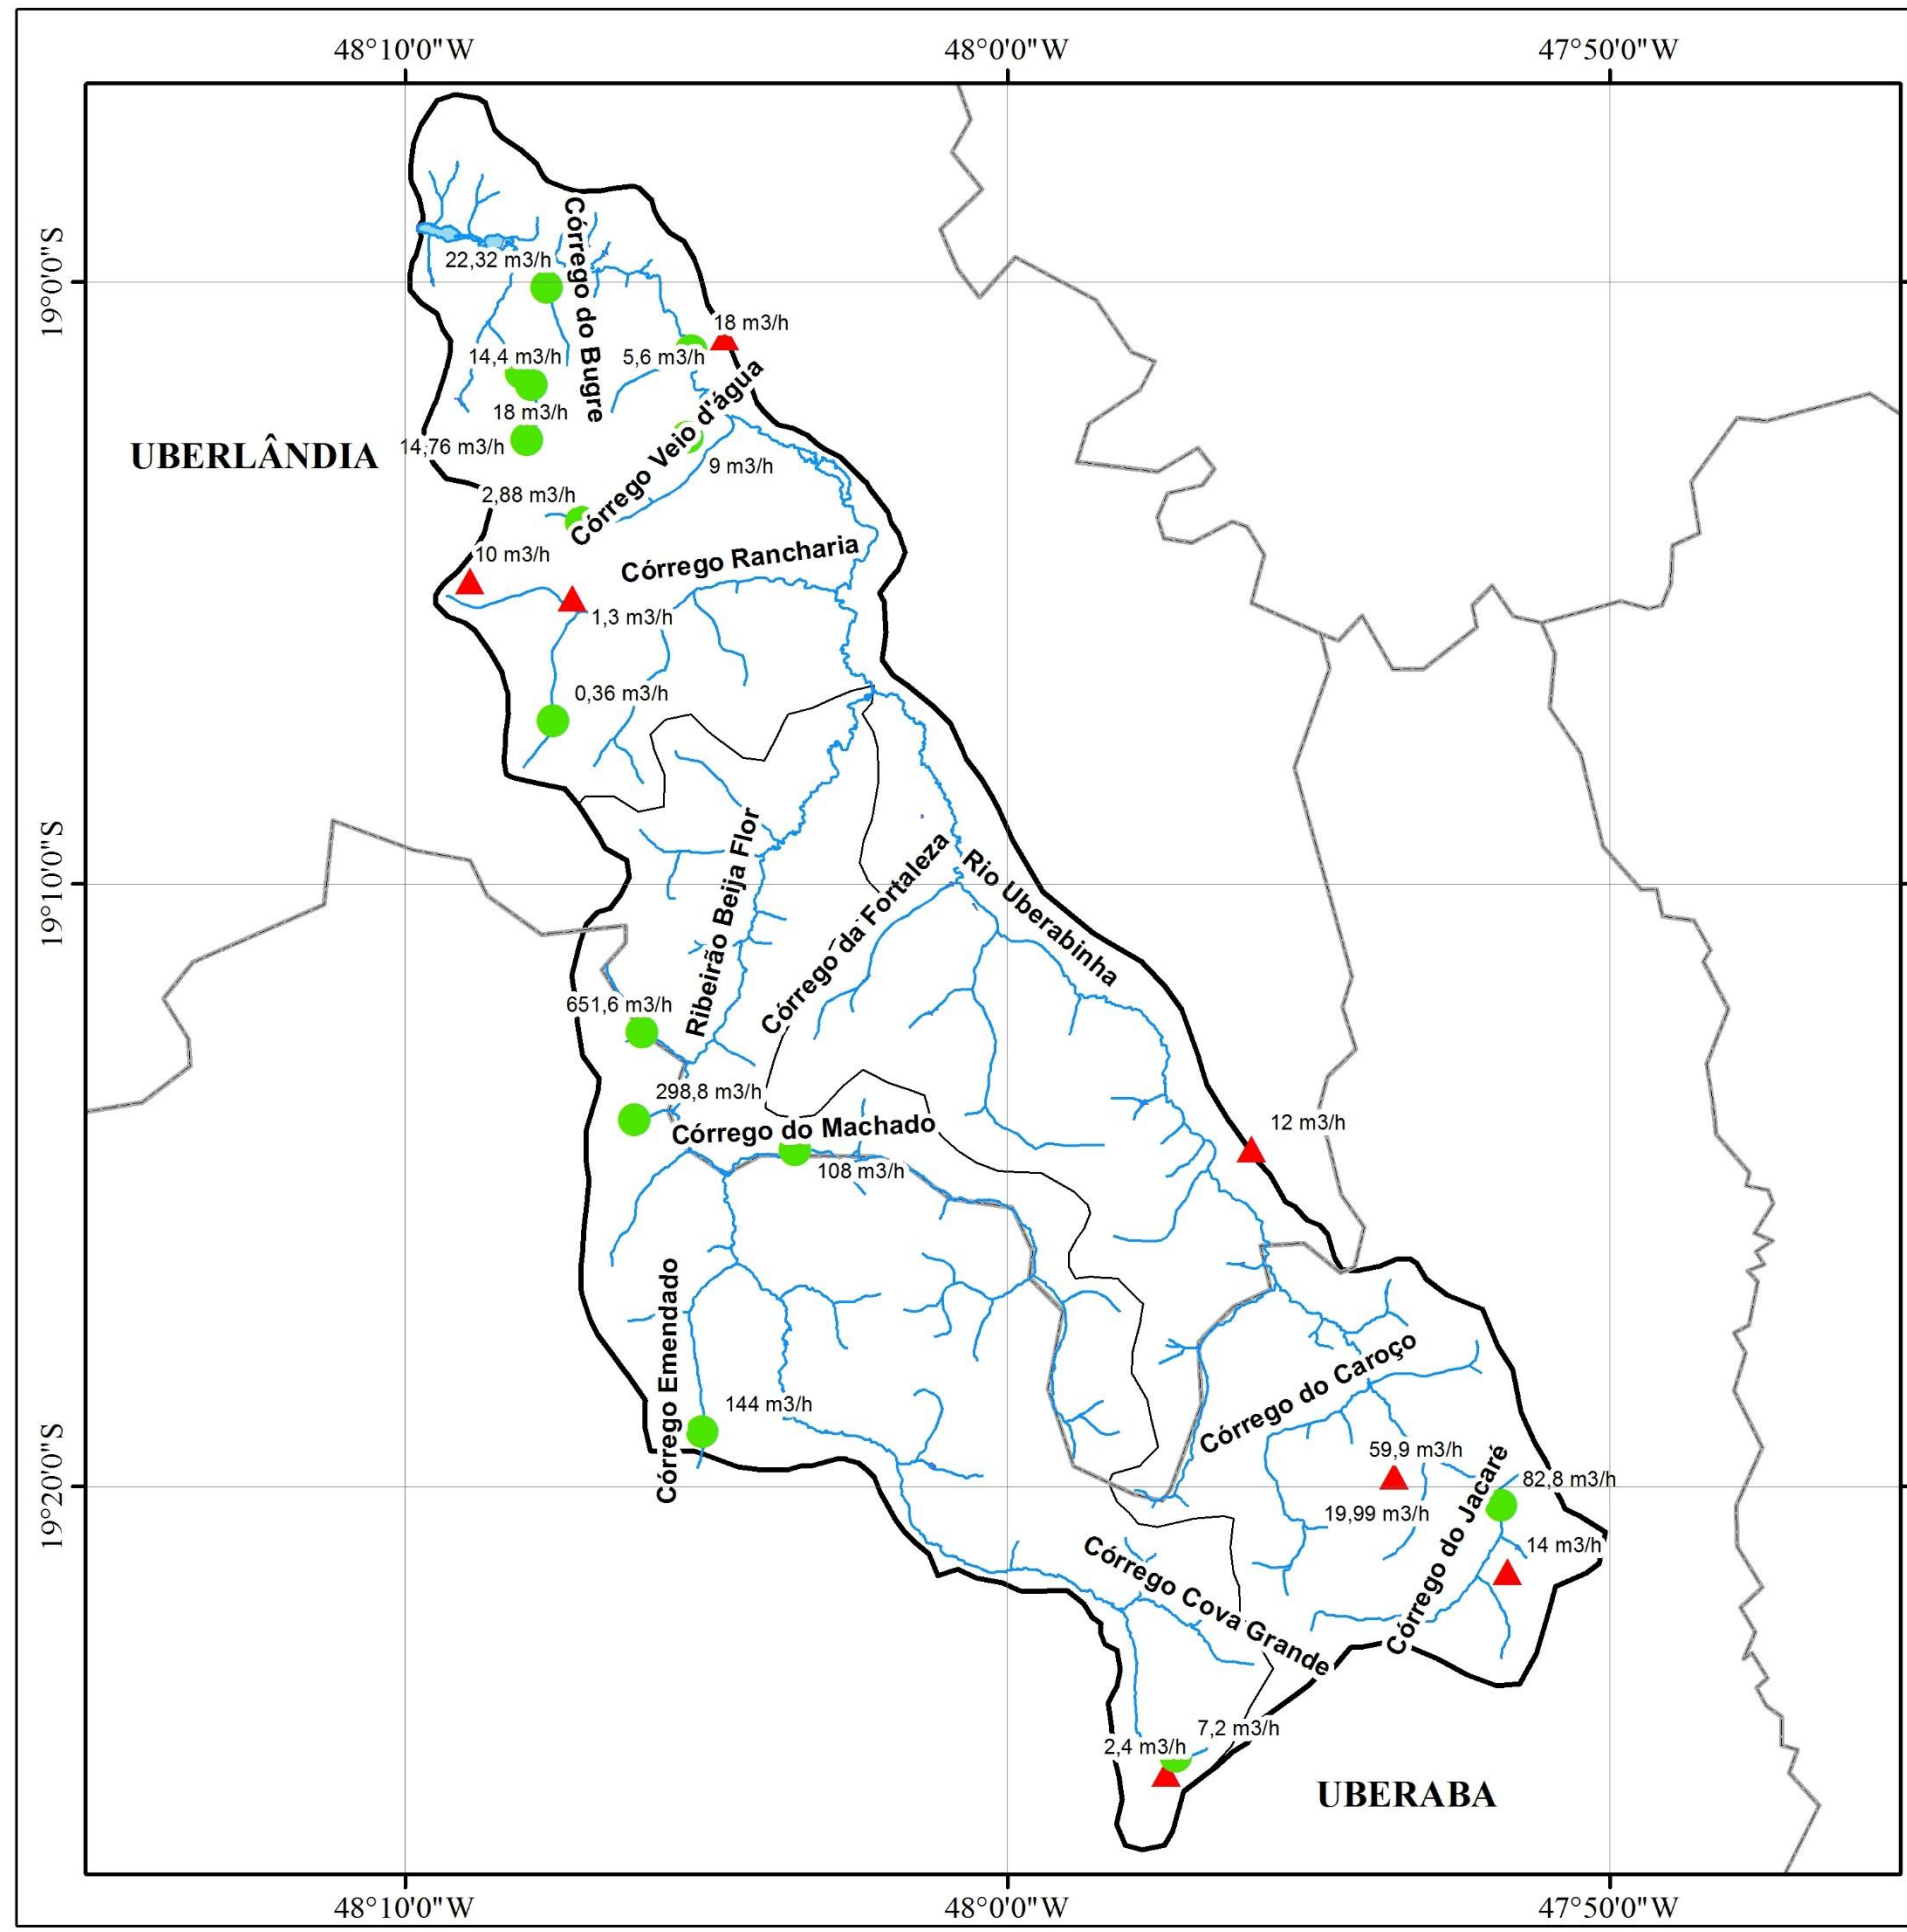 48°10'0"W
48°0'0"W
47°50'0"W
19°0'0"S
19°10'0"S
19°20'0"S
Córrego do Bugre
22,32 m3/h
18 m3/h
14,4 m3/h
5,6 m3/h
18 m3/h
14,76 m3/h
UBERLÂNDIA
Córrego Veio d'água
9 m3/h
2,88 m3/h
10 m3/h
Córrego Rancharia
1,3 m3/h
0,36 m3/h
Ribeirão Beija Flor
Córrego da Fortaleza
Rio Uberabinha
651,6 m3/h
298,8 m3/h
Córrego do Machado
12 m3/h
108 m3/h
Córrego Emendado
144 m3/h
Córrego do Caroço
59,9 m3/h
82,8 m3/h
19,99 m3/h
Córrego do Jacaré
14 m3/h
Córrego Cova Grande
7,2 m3/h
2,4 m3/h
UBERABA
48°10'0"W
48°0'0"W
47°50'0"W